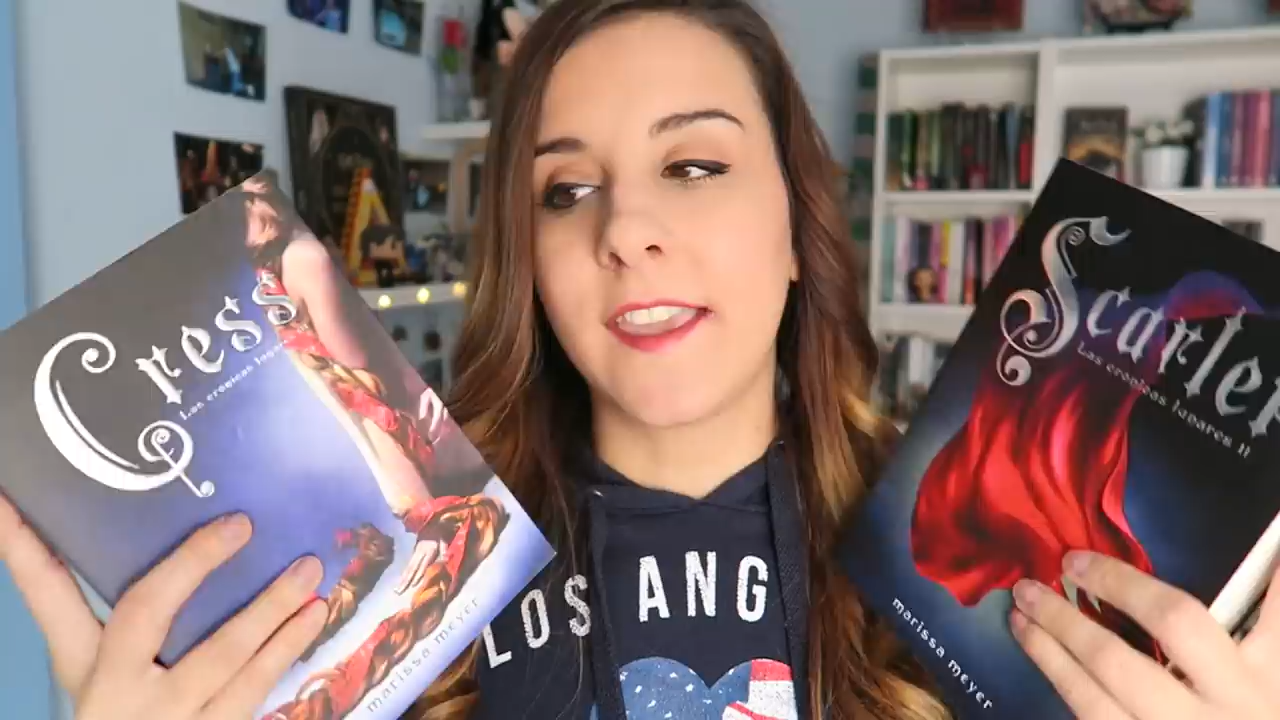 Cress
Las crónicas lunares
marissa meyer
Scarlet
Las crónicas lunares II
marissa meyer
LOS ANG